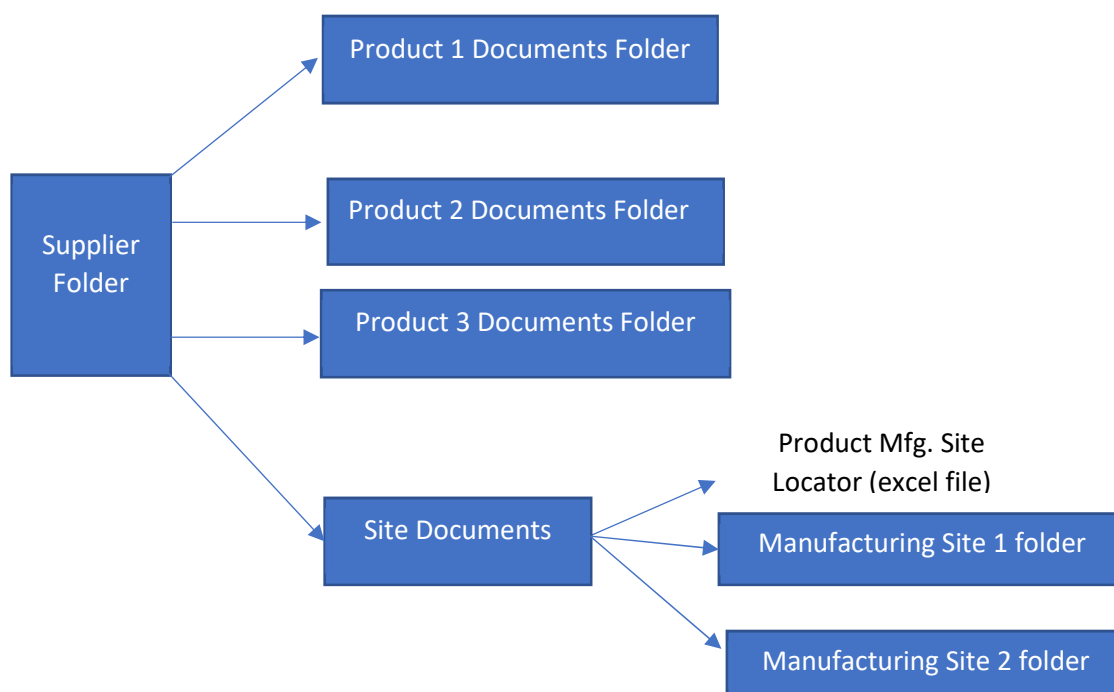 Product 1 Documents Folder
Product 2 Documents Folder
Supplier
Folder
Product 3 Documents Folder
Product Mfg. Site
Locator (excel file)
Site Documents
Manufacturing Site 1 folder
Manufacturing Site 2 folder